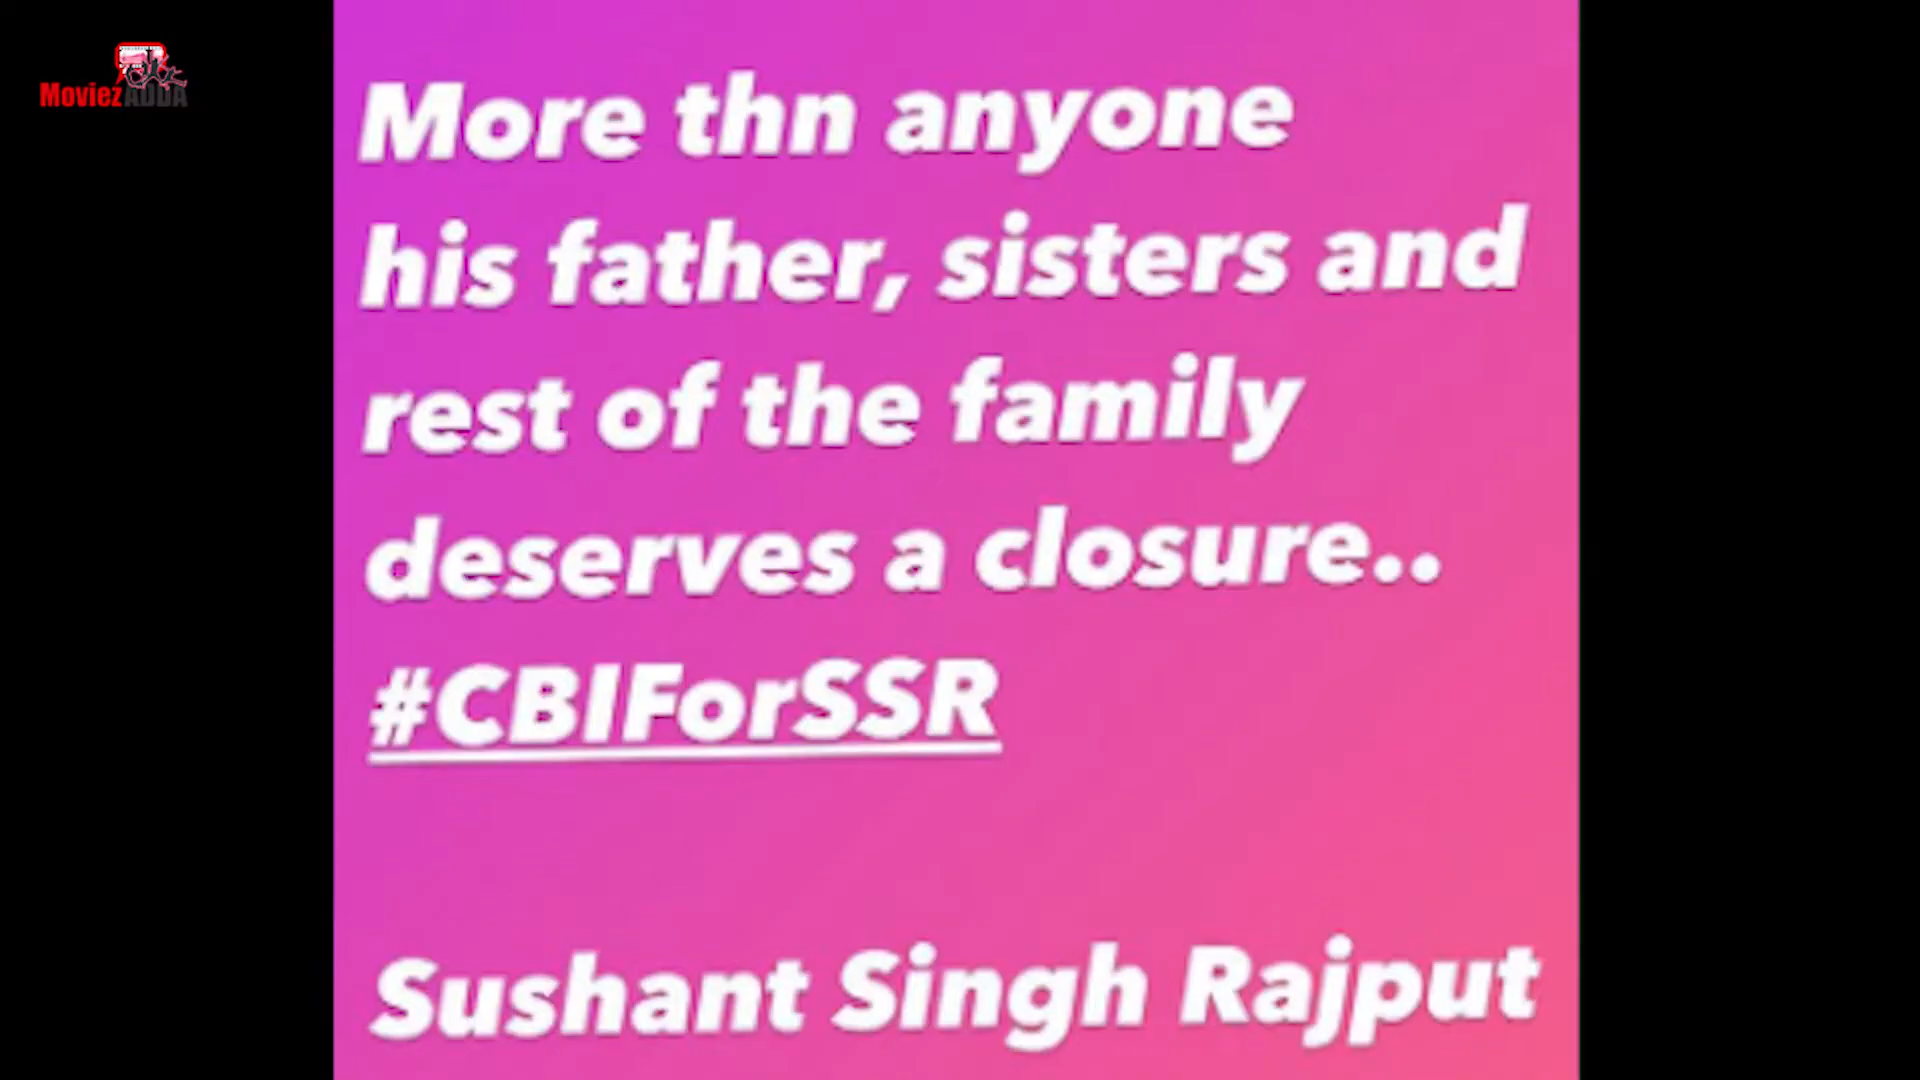 MoviezADDA
More thn anyone
his father, sisters and
rest of the family
deserves a closure..
#CBIForSSR
Sushant Singh Rajput